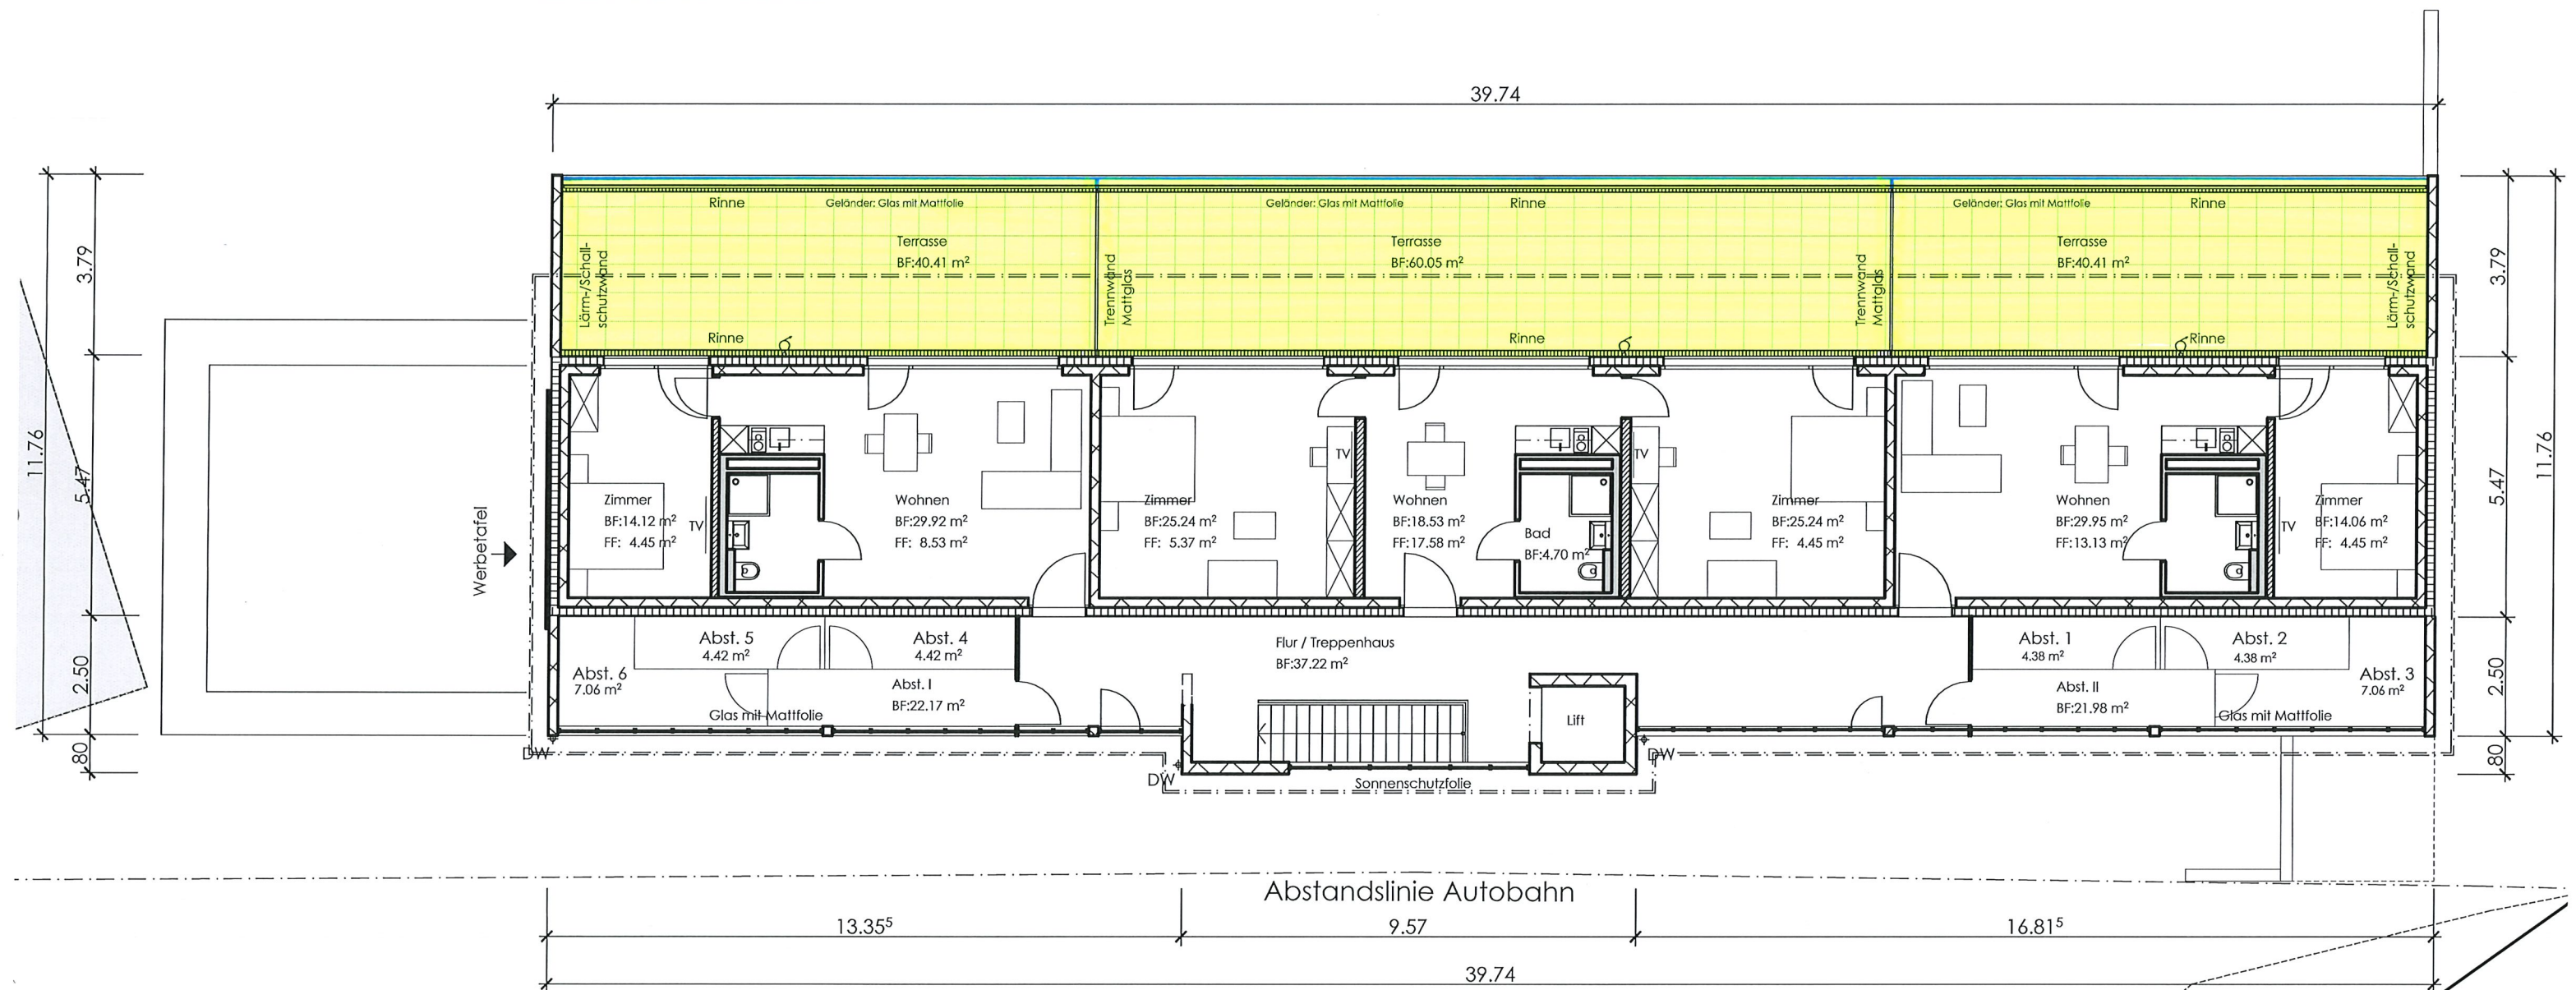 39.74
Rinne
Geländer: Glas mit Mattfolie
Geländer: Glas mit Mattfolie
Rinne
Geländer: Glas mit Mattfolie
Rinne
Terrasse
BF:40.41 m²
Terrasse
BF:60.05 m²
Terrasse
BF:40.41 m²
Lärm-/Schall-
schutzwand
Trennwand
Mattglas
Trennwand
Mattglas
Lärm-/Schall-
schutzwand
Rinne
Rinne
Rinne
3.79
5.47
2.50
80
11.76
3.79
5.47
2.50
80
11.76
Werbetafel
Zimmer
BF:14.12 m²
FF: 4.45 m²
TV
Wohnen
BF:29.92 m²
FF: 8.53 m²
Zimmer
BF:25.24 m²
FF: 5.37 m²
TV
Wohnen
BF:18.53 m²
FF:17.58 m²
Bad
BF:4.70 m²
TV
Zimmer
BF:25.24 m²
FF: 4.45 m²
Wohnen
BF:29.95 m²
FF:13.13 m²
TV
Zimmer
BF:14.06 m²
FF: 4.45 m²
Abst. 5
4.42 m²
Abst. 4
4.42 m²
Abst. 6
7.06 m²
Abst. I
BF:22.17 m²
Glas mit Mattfolie
Flur / Treppenhaus
BF:37.22 m²
Lift
Abst. 1
4.38 m²
Abst. 2
4.38 m²
Abst. 3
7.06 m²
Abst. II
BF:21.98 m²
Glas mit Mattfolie
DW
DW
DW
Sonnenschutzfolie
Abstandslinie Autobahn
13.35⁵
9.57
16.81⁵
39.74